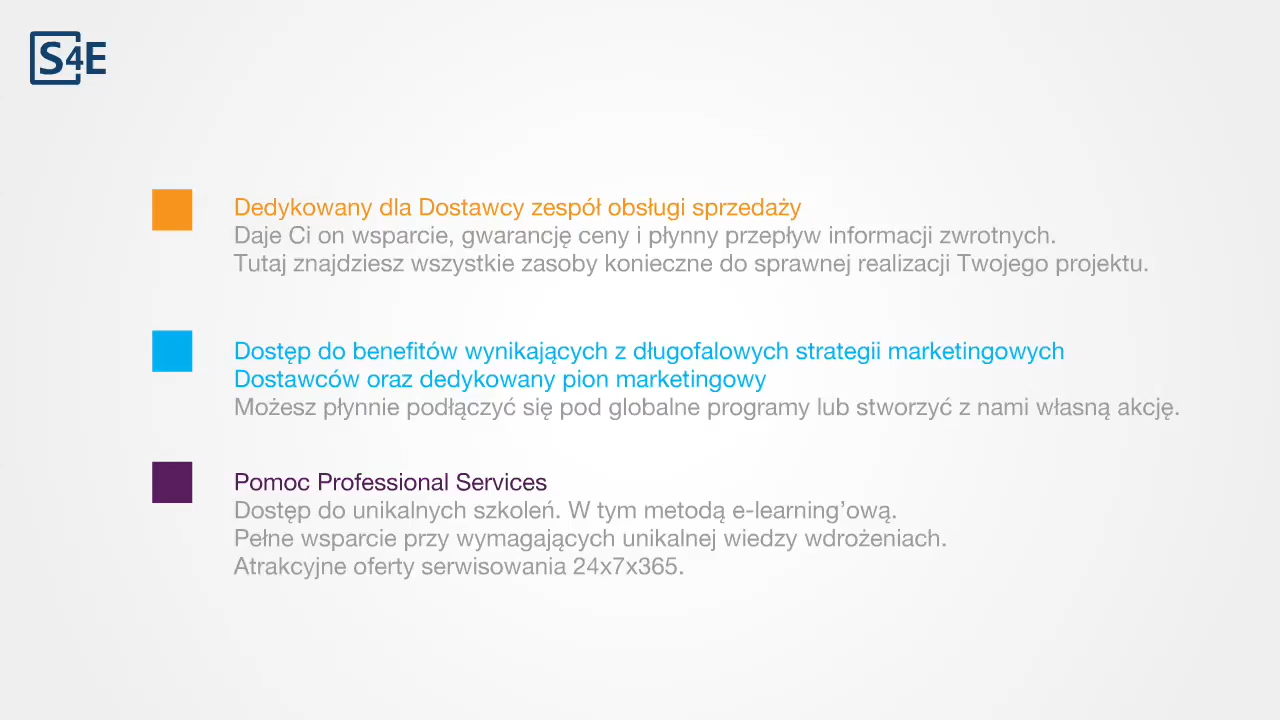 S4E
Dedykowany dla Dostawcy zespół obsługi sprzedaży
Daje Ci on wsparcie, gwarancję ceny i płynny przepływ informacji zwrotnych.
Tutaj znajdziesz wszystkie zasoby konieczne do sprawnej realizacji Twojego projektu.
Dostęp do benefitów wynikających z długofalowych strategii marketingowych
Dostawców oraz dedykowany pion marketingowy
Możesz płynnie podłączyć się pod globalne programy lub stworzyć z nami własną akcję.
Pomoc Professional Services
Dostęp do unikalnych szkoleń. W tym metodą e-learning’ową.
Pełne wsparcie przy wymagających unikalnej wiedzy wdrożeniach.
Atrakcyjne oferty serwisowania 24x7x365.